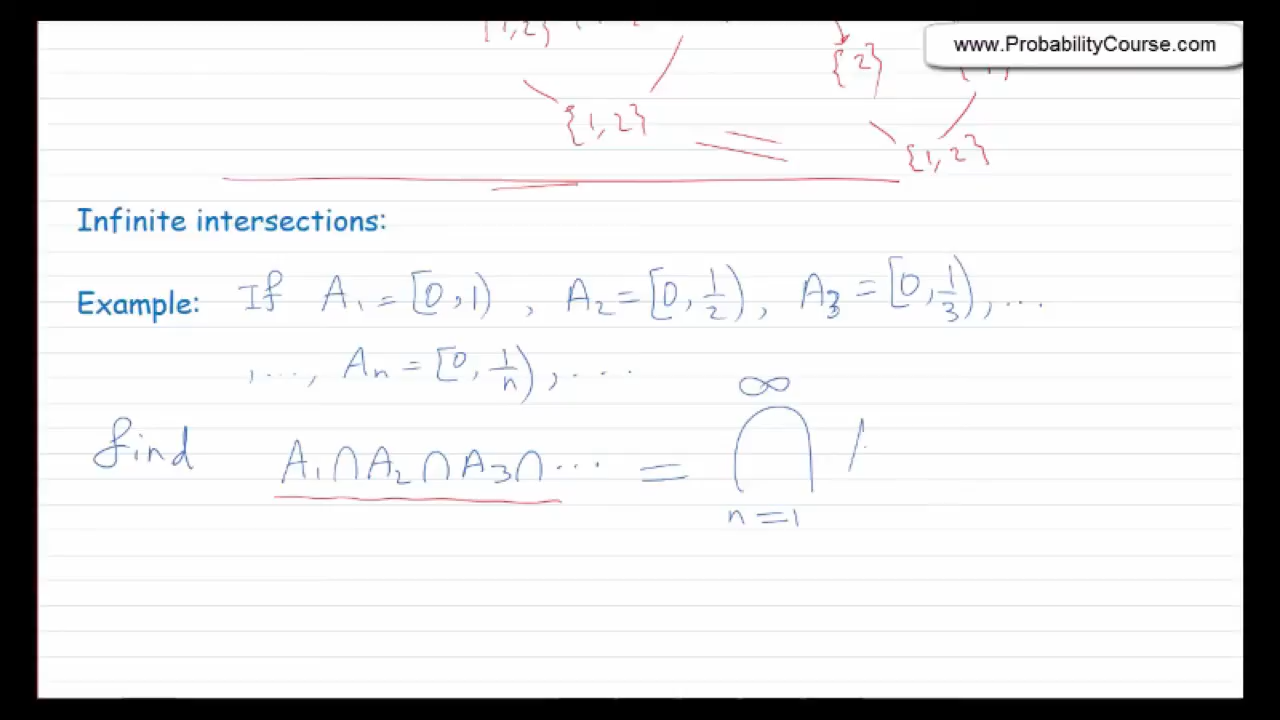 {1,2}
www.ProbabilityCourse.com
{2}
{1,2}
{1,2}
Infinite intersections:
Example: If A₁ = [0,1) , A₂ = [0, 1/2) , A₃ = [0, 1/3) , ...
, ..., Aₙ = [0, 1/n) , ...
find A₁ ∩ A₂ ∩ A₃ ∩ ... = ∞ ⋂ n=1